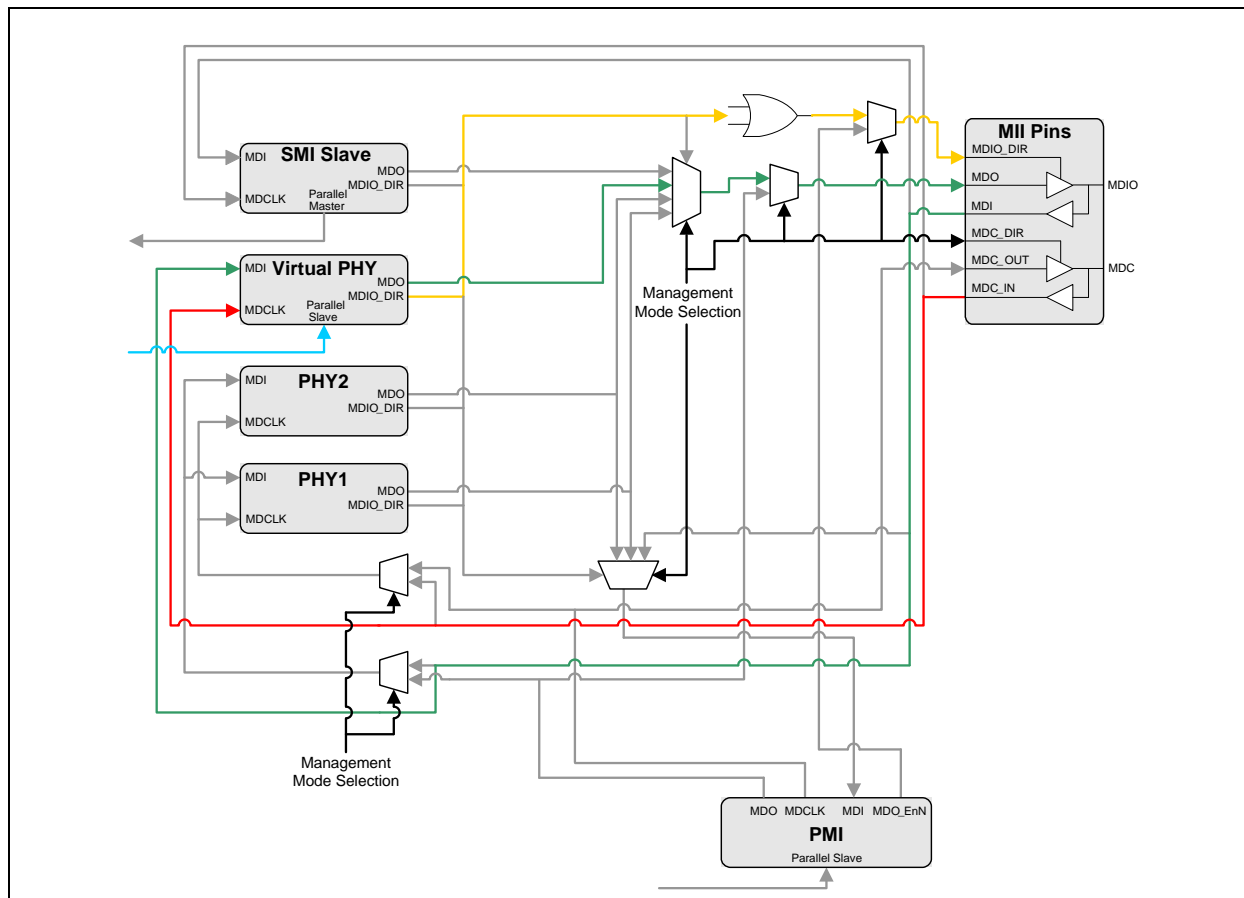 MII Pins
MDIO_DIR
MDO
MDIO
MDI
MDC_DIR
MDC_OUT
MDC
MDC_IN
SMI Slave
MDI
MDO
MDIO_DIR
MDCLK
Parallel
Master
Virtual PHY
MDI
MDO
MDIO_DIR
MDCLK
Parallel
Slave
Management
Mode Selection
PHY2
MDI
MDO
MDIO_DIR
MDCLK
PHY1
MDI
MDO
MDIO_DIR
MDCLK
Management
Mode Selection
MDO
MDCLK
MDI
MDO_EnN
PMI
Parallel Slave